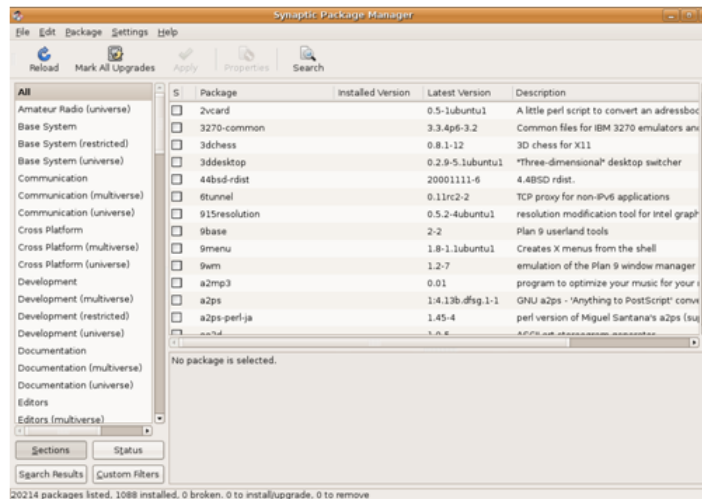 Synaptic Package Manager
File Edit Package Settings Help
Reload Mark All Upgrades Apply Properties Search
All
Amateur Radio (universe)
Base System
Base System (restricted)
Base System (universe)
Communication
Communication (multiverse)
Communication (universe)
Cross Platform
Cross Platform (multiverse)
Cross Platform (universe)
Development
Development (multiverse)
Development (restricted)
Development (universe)
Documentation
Documentation (multiverse)
Documentation (universe)
Editors
Editors (multiverse)
Sections Status
Search Results Custom Filters
S Package Installed Version Latest Version Description
2vcard 0.5-1ubuntu1 A little perl script to convert an adressboo
3270-common 3.3.4p6-3.2 Common files for IBM 3270 emulators and
3dchess 0.8.1-12 3D chess for X11
3ddesktop 0.2.9-5.1ubuntu1 "Three-dimensional" desktop switcher
44bsd-rdist 20001111-6 4.4BSD rdist.
6tunnel 0.11rc2-2 TCP proxy for non-IPv6 applications
915resolution 0.5.2-4ubuntu1 resolution modification tool for Intel graph
9base 2-2 Plan 9 userland tools
9menu 1.8-1.1ubuntu1 Creates X menus from the shell
9wm 1.2-7 emulation of the Plan 9 window manager
a2mp3 0.01 program to optimize your music for your
a2ps 1:4.13b.dfsg.1-1 GNU a2ps - 'Anything to PostScript' conve
a2ps-perl-ja 1.45-4 perl version of Miguel Santana's a2ps (su
No package is selected.
20214 packages listed, 1088 installed, 0 broken. 0 to install/upgrade, 0 to remove